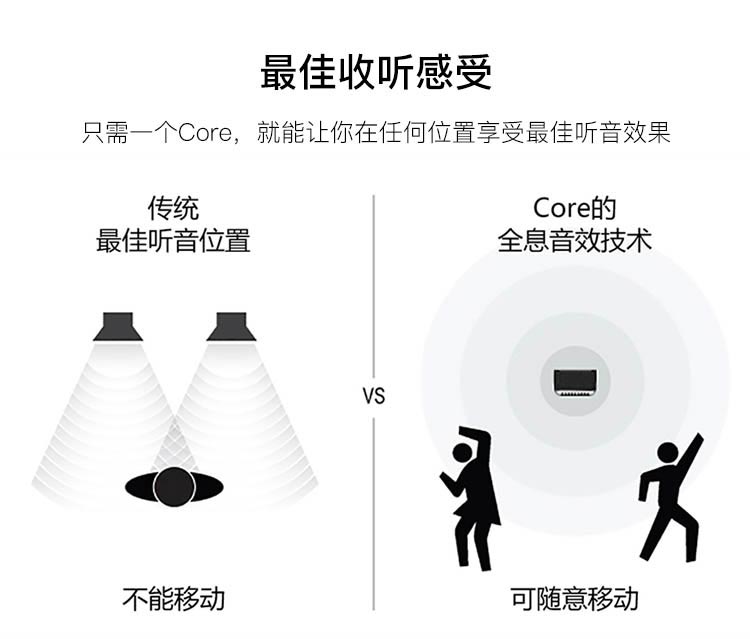 最佳收听感受
只需一个Core，就能让你在任何位置享受最佳听音效果
传统
最佳听音位置
Core的
全息音效技术
VS
不能移动
可随意移动